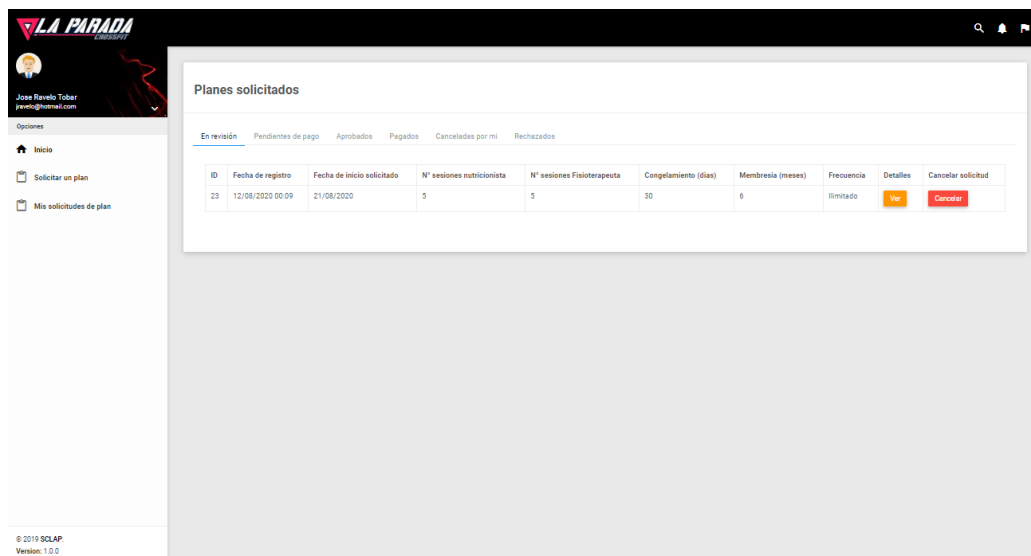 LA PARADA
CROSSFIT
Jose Ravelo Tobar
jravelo@hotmail.com
Opciones
Inicio
Solicitar un plan
Mis solicitudes de plan
Planes solicitados
En revisión Pendientes de pago Aprobados Pagados Canceladas por mi Rechazados
ID Fecha de registro Fecha de inicio solicitado N° sesiones nutricionista N° sesiones Fisioterapeuta Congelamiento (días) Membresia (meses) Frecuencia Detalles Cancelar solicitud
23 12/08/2020 00:09 21/08/2020 5 5 30 6 Ilimitado Ver Cancelar
© 2019 SCLAP.
Version: 1.0.0